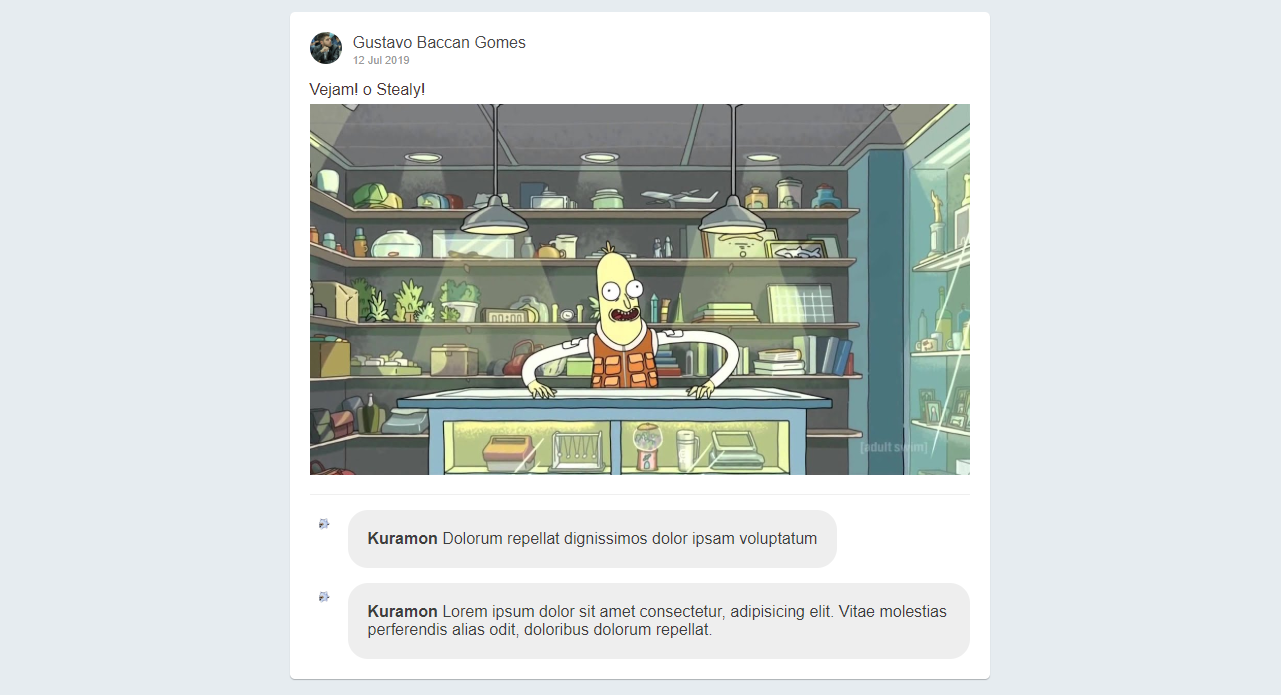 Gustavo Baccan Gomes
12 Jul 2019
Vejam! o Stealy!
[adult swim]
Kuramon Dolorum repellat dignissimos dolor ipsam voluptatum
Kuramon Lorem ipsum dolor sit amet consectetur, adipisicing elit. Vitae molestias
perferendis alias odit, doloribus dolorum repellat.